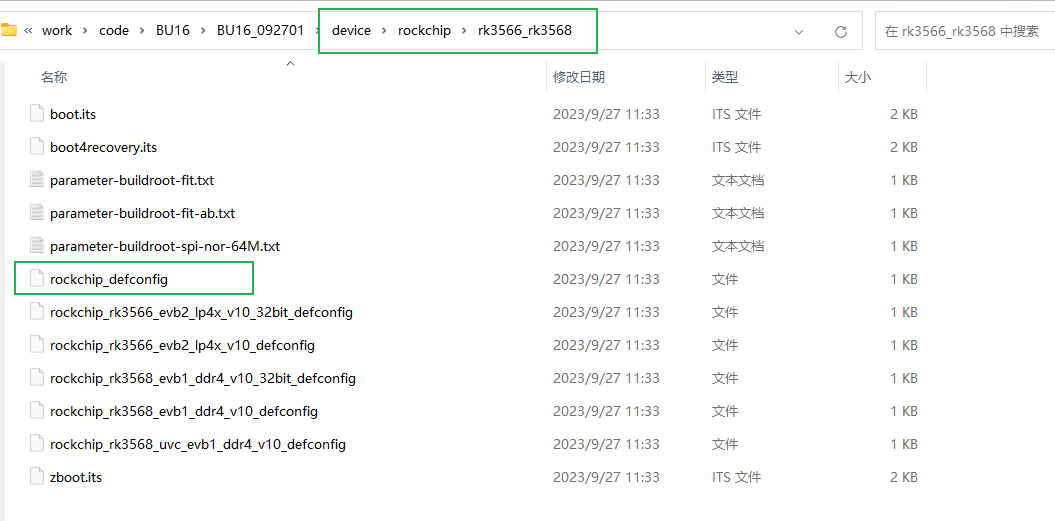 « work › code › BU16 › BU16_092701 › device › rockchip › rk3566_rk3568 在 rk3566_rk3568 中搜索
名称 修改日期 类型 大小
boot.its 2023/9/27 11:33 ITS 文件 2 KB
boot4recovery.its 2023/9/27 11:33 ITS 文件 2 KB
parameter-buildroot-fit.txt 2023/9/27 11:33 文本文档 1 KB
parameter-buildroot-fit-ab.txt 2023/9/27 11:33 文本文档 1 KB
parameter-buildroot-spi-nor-64M.txt 2023/9/27 11:33 文本文档 1 KB
rockchip_defconfig 2023/9/27 11:33 文件 1 KB
rockchip_rk3566_evb2_lp4x_v10_32bit_defconfig 2023/9/27 11:33 文件 1 KB
rockchip_rk3566_evb2_lp4x_v10_defconfig 2023/9/27 11:33 文件 1 KB
rockchip_rk3568_evb1_ddr4_v10_32bit_defconfig 2023/9/27 11:33 文件 1 KB
rockchip_rk3568_evb1_ddr4_v10_defconfig 2023/9/27 11:33 文件 1 KB
rockchip_rk3568_uvc_evb1_ddr4_v10_defconfig 2023/9/27 11:33 文件 1 KB
zboot.its 2023/9/27 11:33 ITS 文件 2 KB